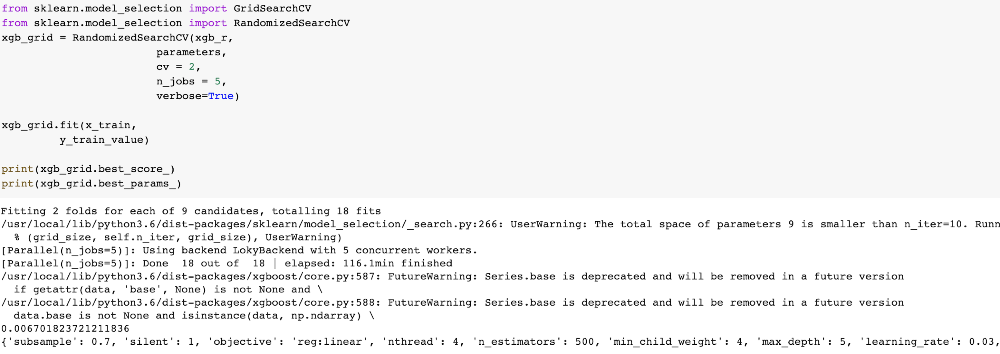 from sklearn.model_selection import GridSearchCV
from sklearn.model_selection import RandomizedSearchCV
xgb_grid = RandomizedSearchCV(xgb_r,
                        parameters,
                        cv = 2,
                        n_jobs = 5,
                        verbose=True)

xgb_grid.fit(x_train,
         y_train_value)

print(xgb_grid.best_score_)
print(xgb_grid.best_params_)

Fitting 2 folds for each of 9 candidates, totalling 18 fits
/usr/local/lib/python3.6/dist-packages/sklearn/model_selection/_search.py:266: UserWarning: The total space of parameters 9 is smaller than n_iter=10. Runn
  % (grid_size, self.n_iter, grid_size), UserWarning)
[Parallel(n_jobs=5)]: Using backend LokyBackend with 5 concurrent workers.
[Parallel(n_jobs=5)]: Done  18 out of  18 | elapsed: 116.1min finished
/usr/local/lib/python3.6/dist-packages/xgboost/core.py:587: FutureWarning: Series.base is deprecated and will be removed in a future version
  if getattr(data, 'base', None) is not None and \
/usr/local/lib/python3.6/dist-packages/xgboost/core.py:588: FutureWarning: Series.base is deprecated and will be removed in a future version
  data.base is not None and isinstance(data, np.ndarray) \
0.006701823721211836
{'subsample': 0.7, 'silent': 1, 'objective': 'reg:linear', 'nthread': 4, 'n_estimators': 500, 'min_child_weight': 4, 'max_depth': 5, 'learning_rate': 0.03,